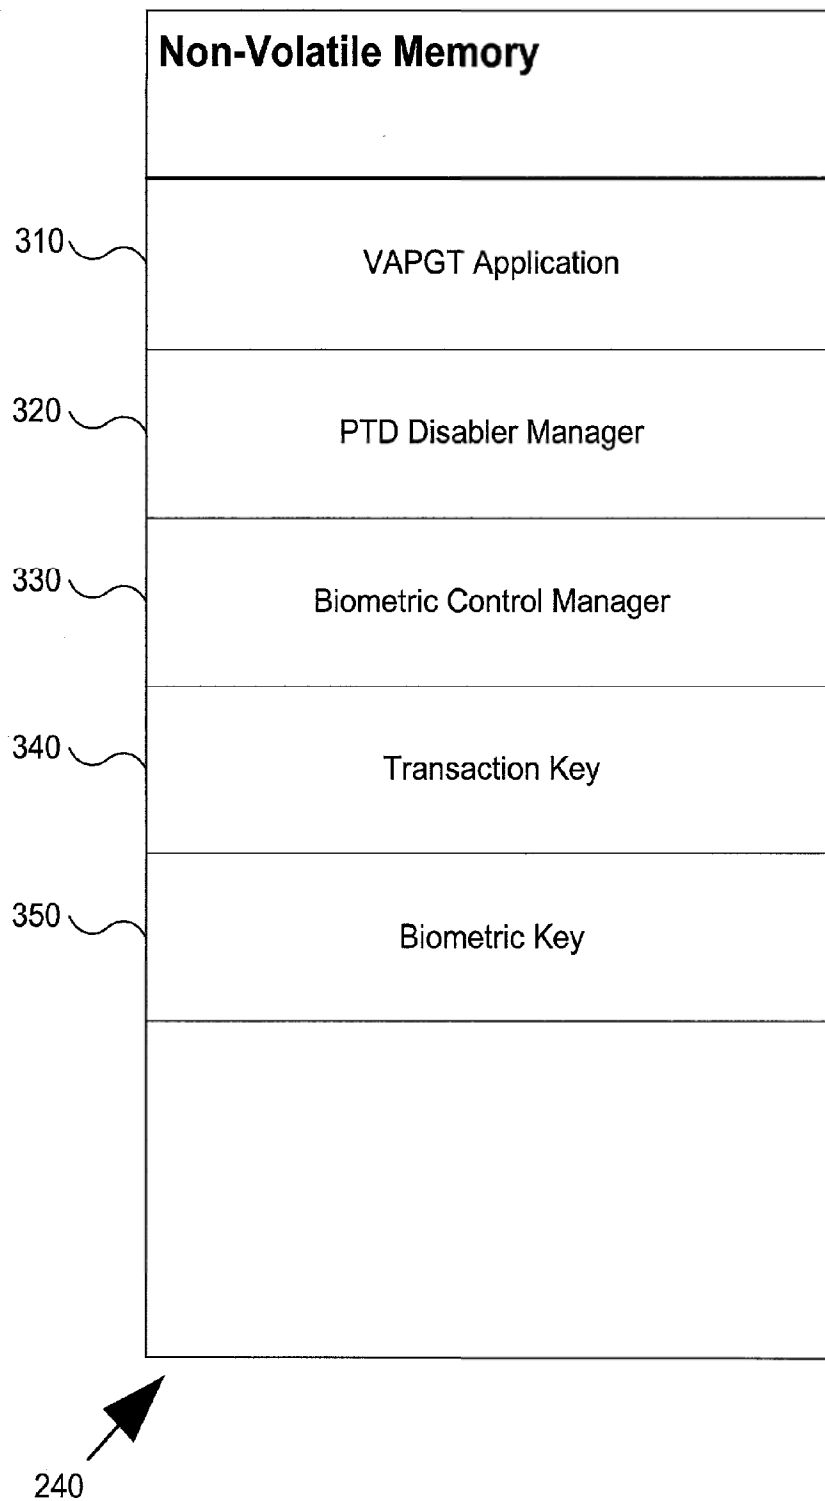 Non-Volatile Memory
310
VAPGT Application
320
PTD Disabler Manager
330
Biometric Control Manager
340
Transaction Key
350
Biometric Key
240